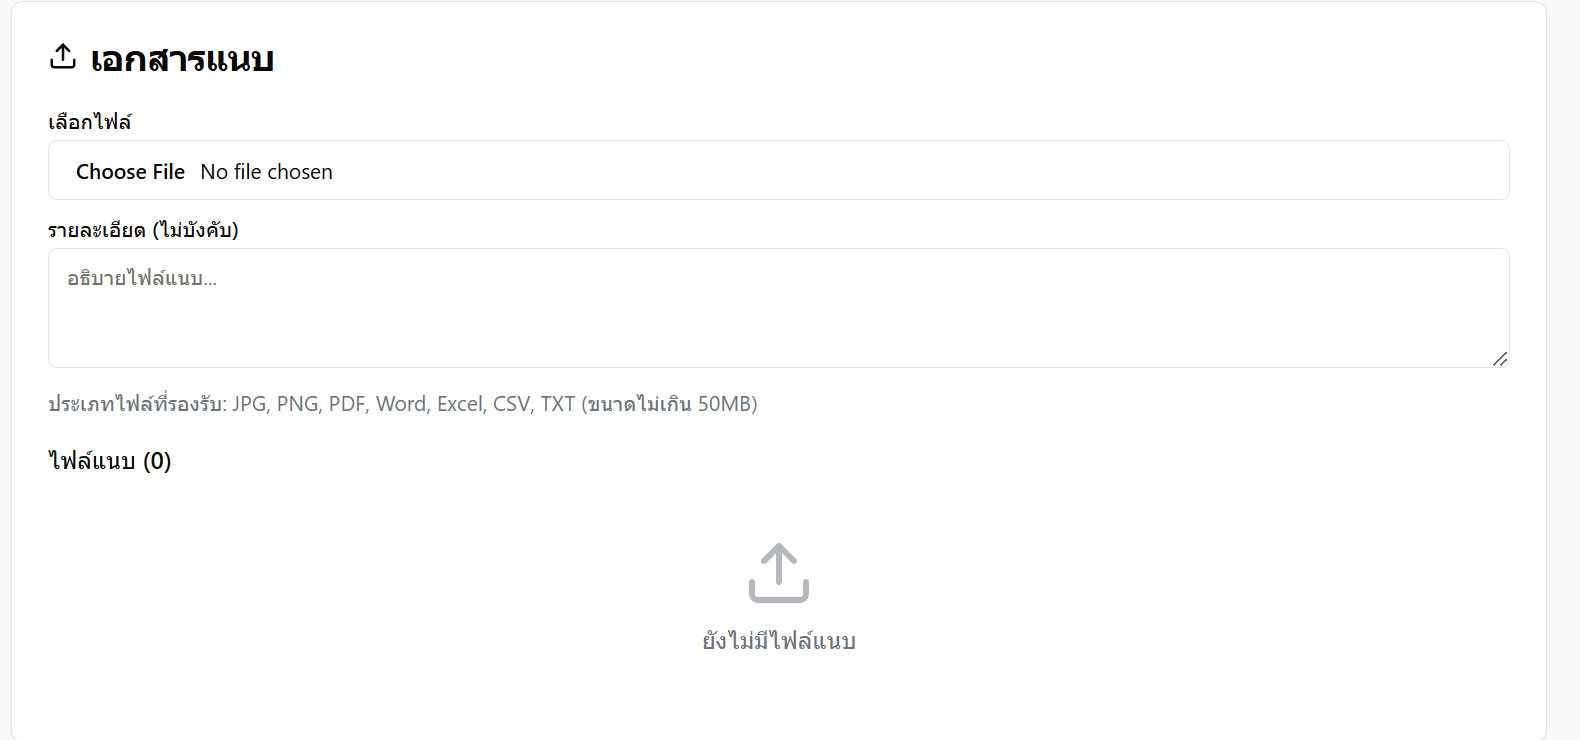 เอกสารแนบ
เลือกไฟล์
Choose File No file chosen
รายละเอียด (ไม่บังคับ)
อธิบายไฟล์แนบ...
ประเภทไฟล์ที่รองรับ: JPG, PNG, PDF, Word, Excel, CSV, TXT (ขนาดไม่เกิน 50MB)
ไฟล์แนบ (0)
ยังไม่มีไฟล์แนบ